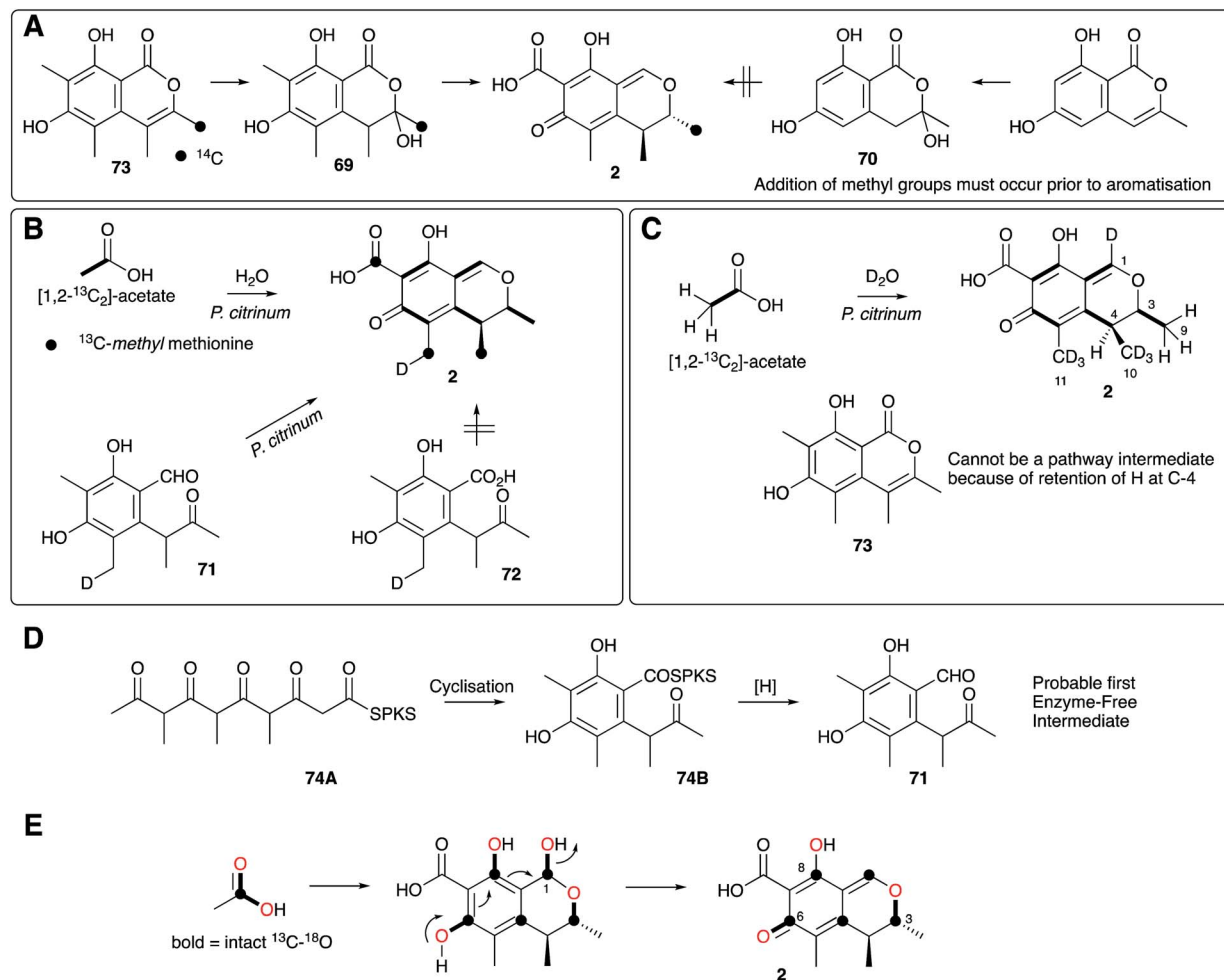 A
OH
O
O
HO
73
14C
OH
O
O
HO
OH
69
O
OH
HO
O
O
2
OH
O
O
HO
OH
70
OH
O
O
HO
Addition of methyl groups must occur prior to aromatisation
B
O
OH
[1,2-13C2]-acetate
13C-methyl methionine
H2O
P. citrinum
O
OH
HO
O
O
D
2
OH
CHO
O
HO
D
71
P. citrinum
OH
CO2H
O
HO
D
72
C
H
O
H
OH
H
[1,2-13C2]-acetate
D2O
P. citrinum
O
OH
D
HO
1
O
O
3
4
H
9
H
H
H
CD3
CD3
11
10
2
OH
O
O
HO
73
Cannot be a pathway intermediate
because of retention of H at C-4
D
O
O
O
O
O
SPKS
74A
Cyclisation
OH
COSPKS
O
HO
74B
[H]
OH
CHO
O
HO
71
Probable first
Enzyme-Free
Intermediate
E
O
OH
bold = intact 13C-18O
O
OH
OH
HO
1
O
O
H
O
OH
8
HO
O
6
3
O
2